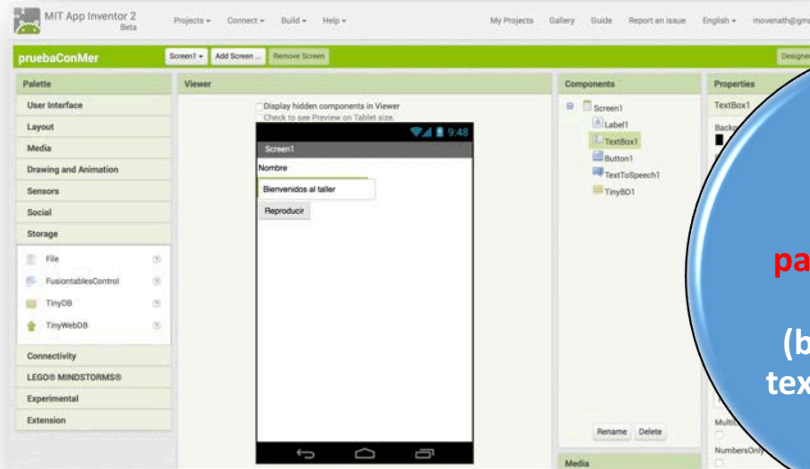 MIT App Inventor 2
Beta
Projects
Connect
Build
Help
My Projects
Gallery
Guide
Report an Issue
English
pruebaConMer
Screen1
Add Screen ...
Remove Screen
Palette
User Interface
Layout
Media
Drawing and Animation
Sensors
Social
Storage
File
FusiontablesControl
TinyDB
TinyWebDB
Connectivity
LEGO® MINDSTORMS®
Experimental
Extension
Viewer
Display hidden components in Viewer
Check to see Preview on Tablet size.
9:48
Screen1
Nombre
Bienvenidos al taller
Reproducir
Components
Screen1
Label1
TextBox1
Button1
TextToSpeech1
TinyBD1
Rename
Delete
Media
Properties
TextBox1
NumbersOnly